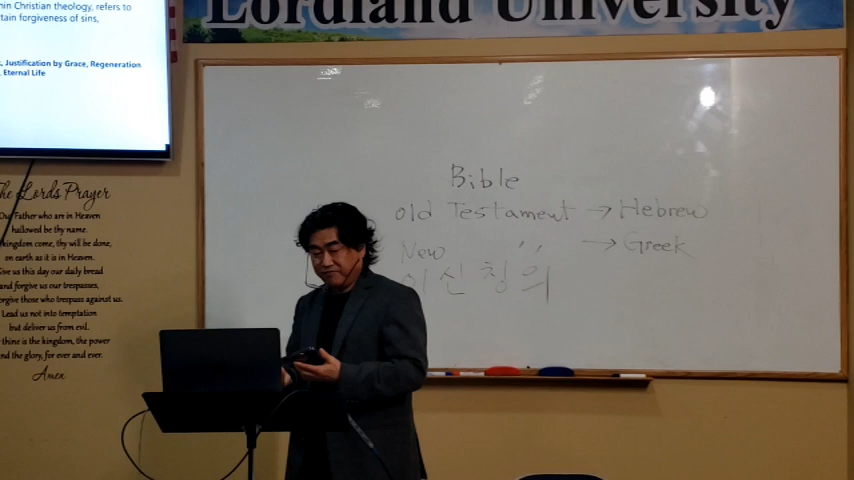 Lordland University
hin Christian theology, refers to
tain forgiveness of sins,
, Justification by Grace, Regeneration
, Eternal Life
The Lords Prayer
Our Father who are in Heaven
hallowed be thy name.
kingdom come, thy will be done,
on earth as it is in Heaven.
Give us this day our daily bread
and forgive us our trespasses,
forgive those who trespass against us.
Lead us not into temptation
but deliver us from evil.
thine is the kingdom, the power
and the glory, for ever and ever.
Amen
Bible
old Testament → Hebrew
New 〃 → Greek
이신칭의